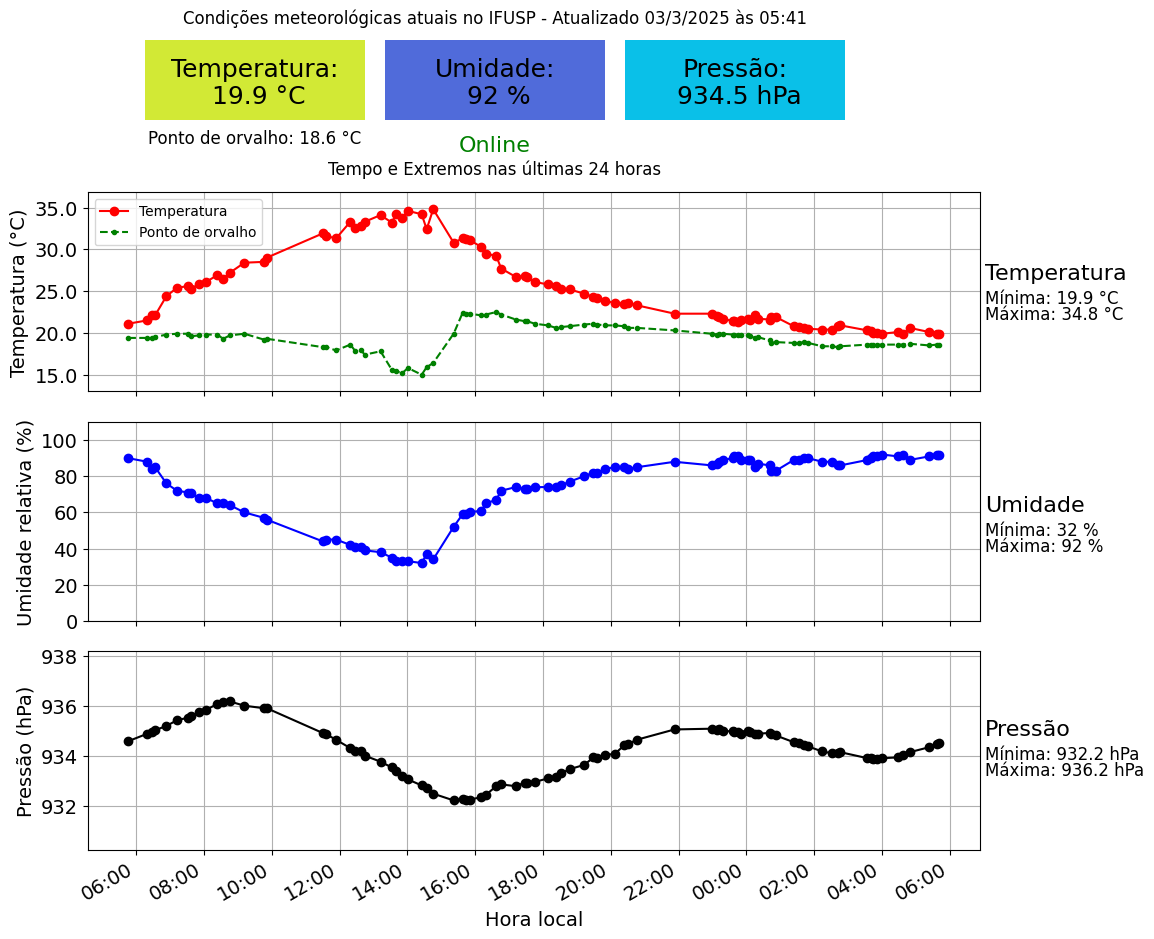 Condições meteorológicas atuais no IFUSP - Atualizado 03/3/2025 às 05:41
Temperatura:
19.9 °C
Umidade:
92 %
Pressão:
934.5 hPa
Ponto de orvalho: 18.6 °C
Online
Tempo e Extremos nas últimas 24 horas
Temperatura (°C)
35.0
30.0
25.0
20.0
15.0
Temperatura
Ponto de orvalho
Temperatura
Mínima: 19.9 °C
Máxima: 34.8 °C
Umidade relativa (%)
100
80
60
40
20
0
Umidade
Mínima: 32 %
Máxima: 92 %
Pressão (hPa)
938
936
934
932
Pressão
Mínima: 932.2 hPa
Máxima: 936.2 hPa
06:00
08:00
10:00
12:00
14:00
16:00
18:00
20:00
22:00
00:00
02:00
04:00
06:00
Hora local